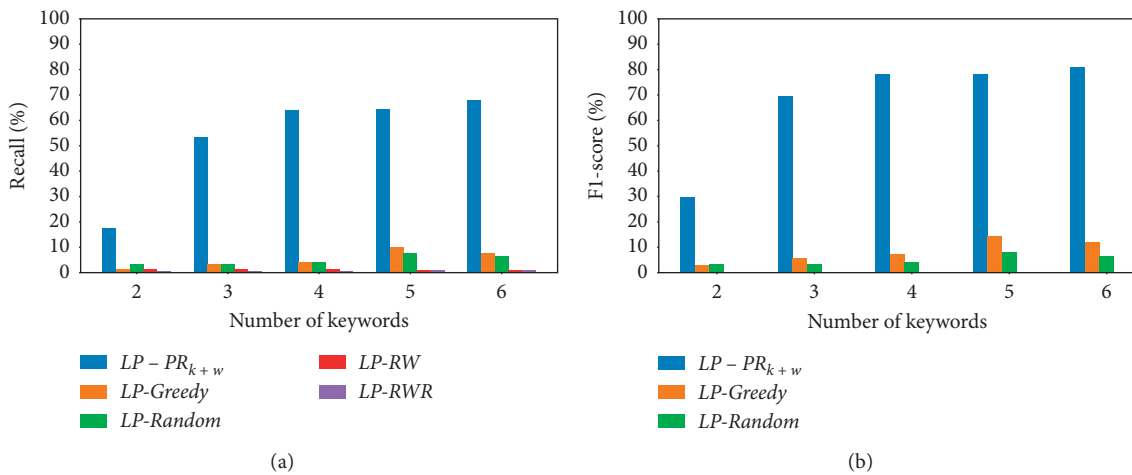 100
90
80
70
60
50
40
30
20
10
0
Recall (%)
2 3 4 5 6
Number of keywords
LP – PRk + w
LP-Greedy
LP-Random
LP-RW
LP-RWR
(a)
100
90
80
70
60
50
40
30
20
10
0
F1-score (%)
2 3 4 5 6
Number of keywords
LP – PRk + w
LP-Greedy
LP-Random
(b)